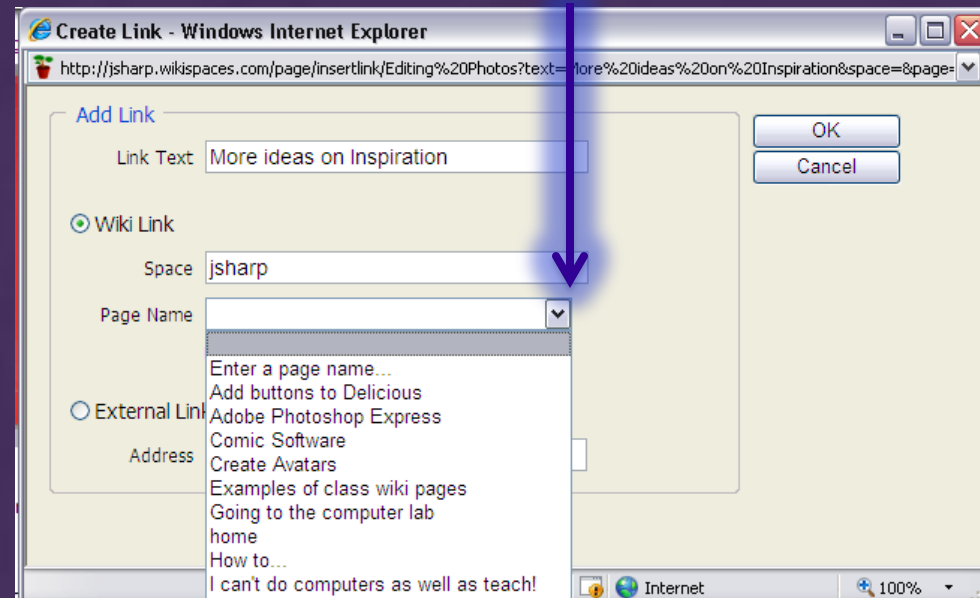 Create Link - Windows Internet Explorer
http://jsharp.wikispaces.com/page/insertlink/Editing%20Photos?text=More%20ideas%20on%20Inspiration&space=&page=
Add Link
OK
Link Text More ideas on Inspiration
Cancel
Wiki Link
Space jsharp
Page Name
Enter a page name...
Add buttons to Delicious
External Link Adobe Photoshop Express
Comic Software
Address
Create Avatars
Examples of class wiki pages
Going to the computer lab
home
How to...
I can't do computers as well as teach!
Internet 100%